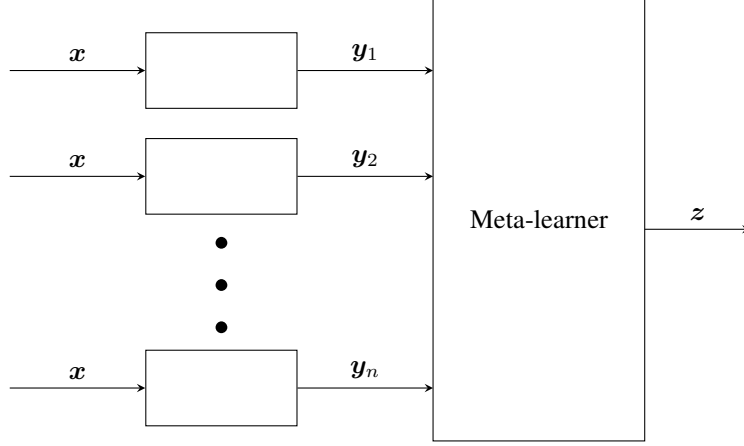 x
y₁
x
y₂
Meta-learner
z
x
yₙ